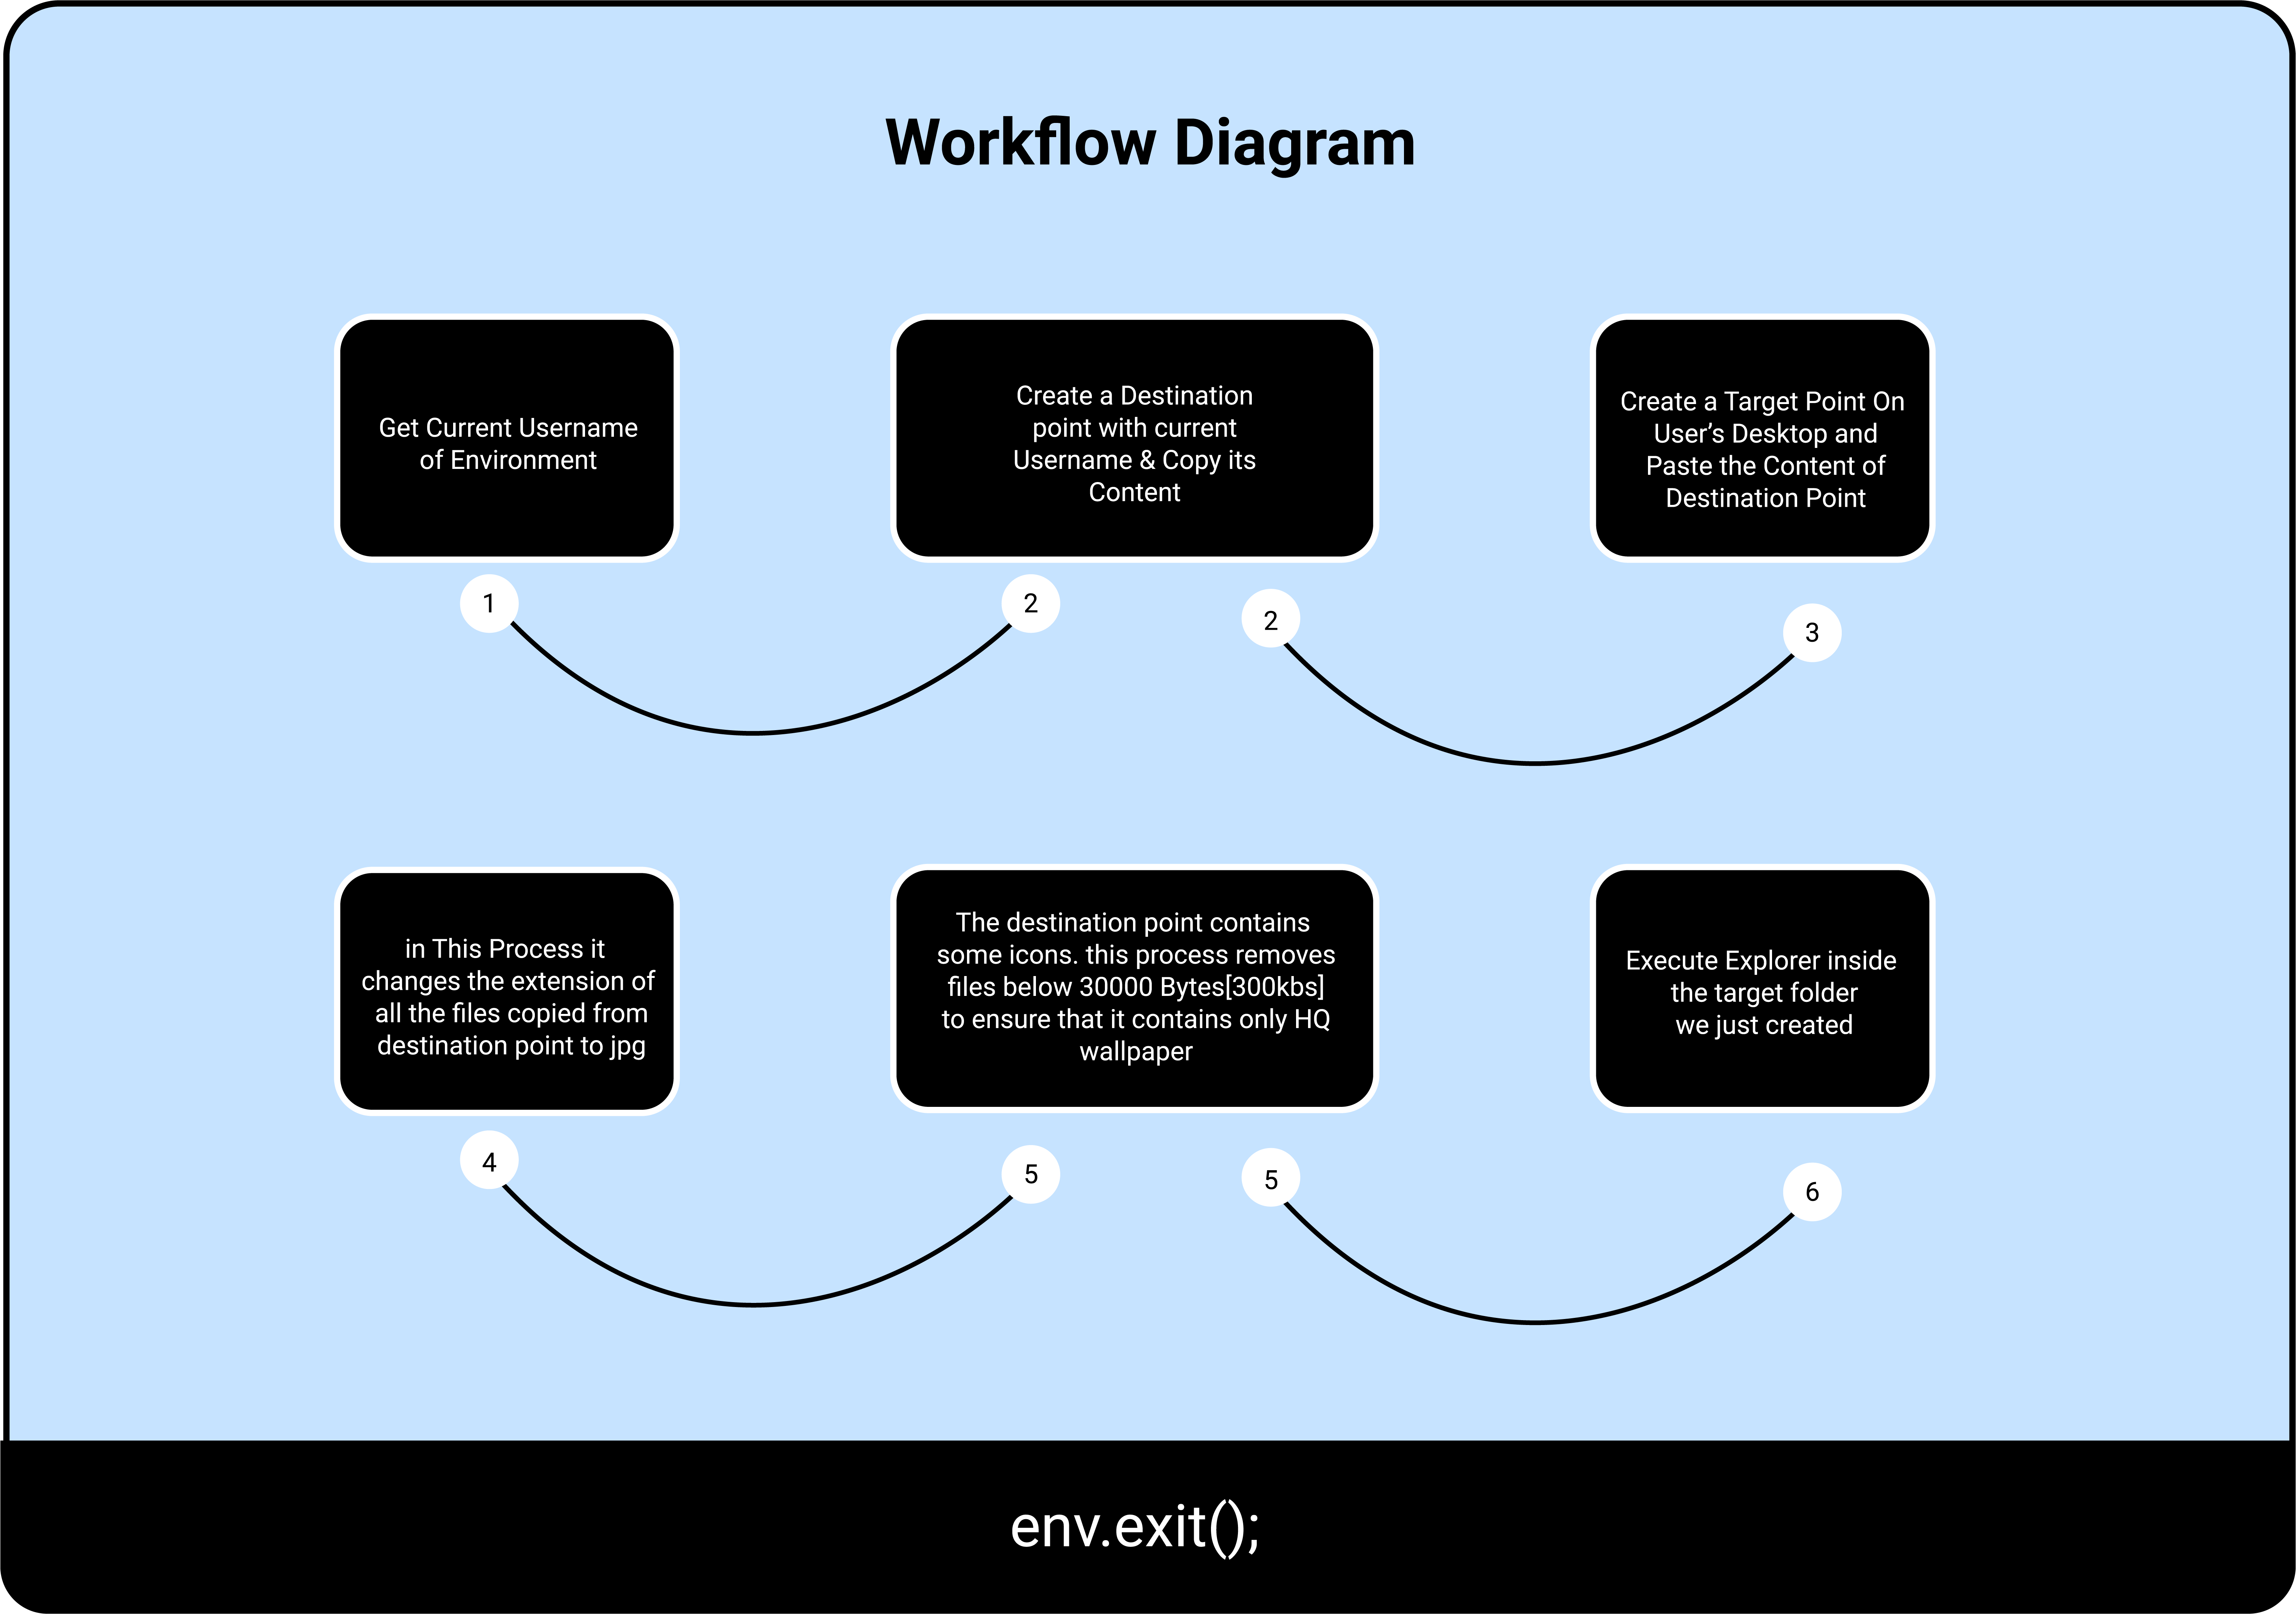 Workflow Diagram
Get Current Username
of Environment
Create a Destination
point with current
Username & Copy its
Content
Create a Target Point On
User’s Desktop and
Paste the Content of
Destination Point
1
2
2
3
in This Process it
changes the extension of
all the files copied from
destination point to jpg
The destination point contains
some icons. this process removes
files below 30000 Bytes[300kbs]
to ensure that it contains only HQ
wallpaper
Execute Explorer inside
the target folder
we just created
4
5
5
6
env.exit();